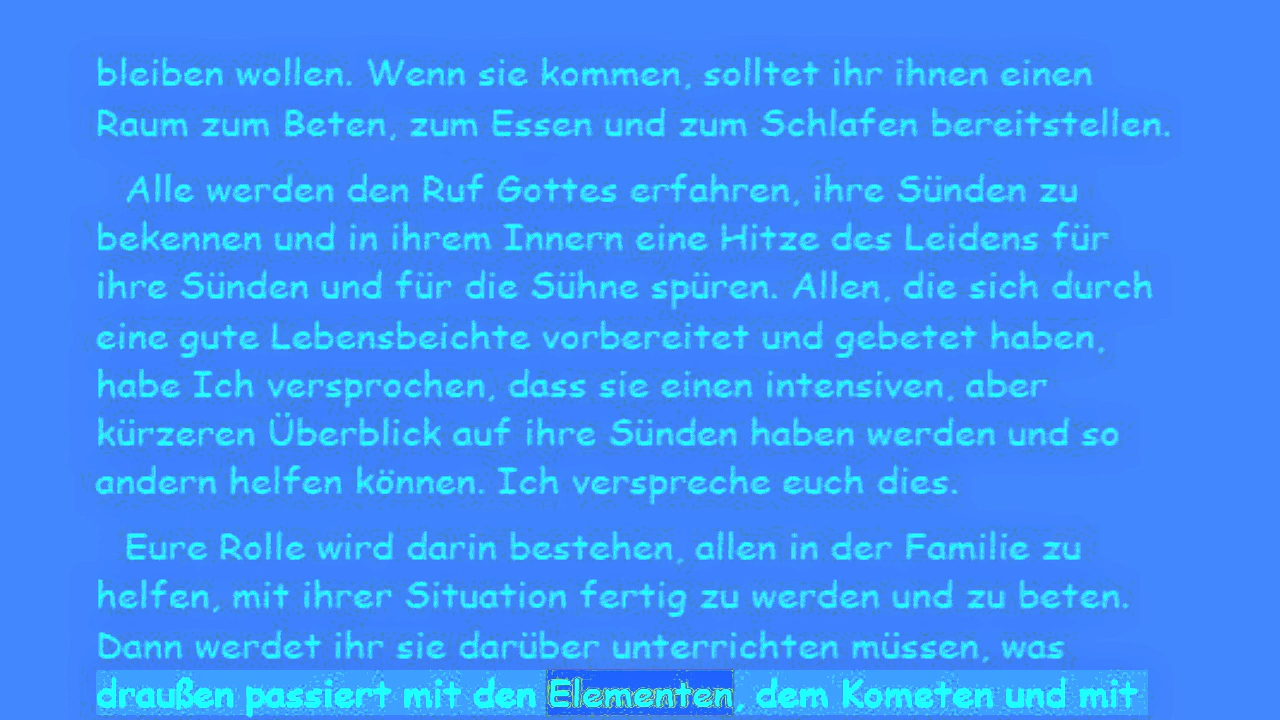 bleiben wollen. Wenn sie kommen, solltet ihr ihnen einen
Raum zum Beten, zum Essen und zum Schlafen bereitstellen.
Alle werden den Ruf Gottes erfahren, ihre Sünden zu
bekennen und in ihrem Innern eine Hitze des Leidens für
ihre Sünden und für die Sühne spüren. Allen, die sich durch
eine gute Lebensbeichte vorbereitet und gebetet haben,
habe Ich versprochen, dass sie einen intensiven, aber
kürzeren Überblick auf ihre Sünden haben werden und so
andern helfen können. Ich verspreche euch dies.
Eure Rolle wird darin bestehen, allen in der Familie zu
helfen, mit ihrer Situation fertig zu werden und zu beten.
Dann werdet ihr sie darüber unterrichten müssen, was
draußen passiert mit den Elementen, dem Kometen und mit